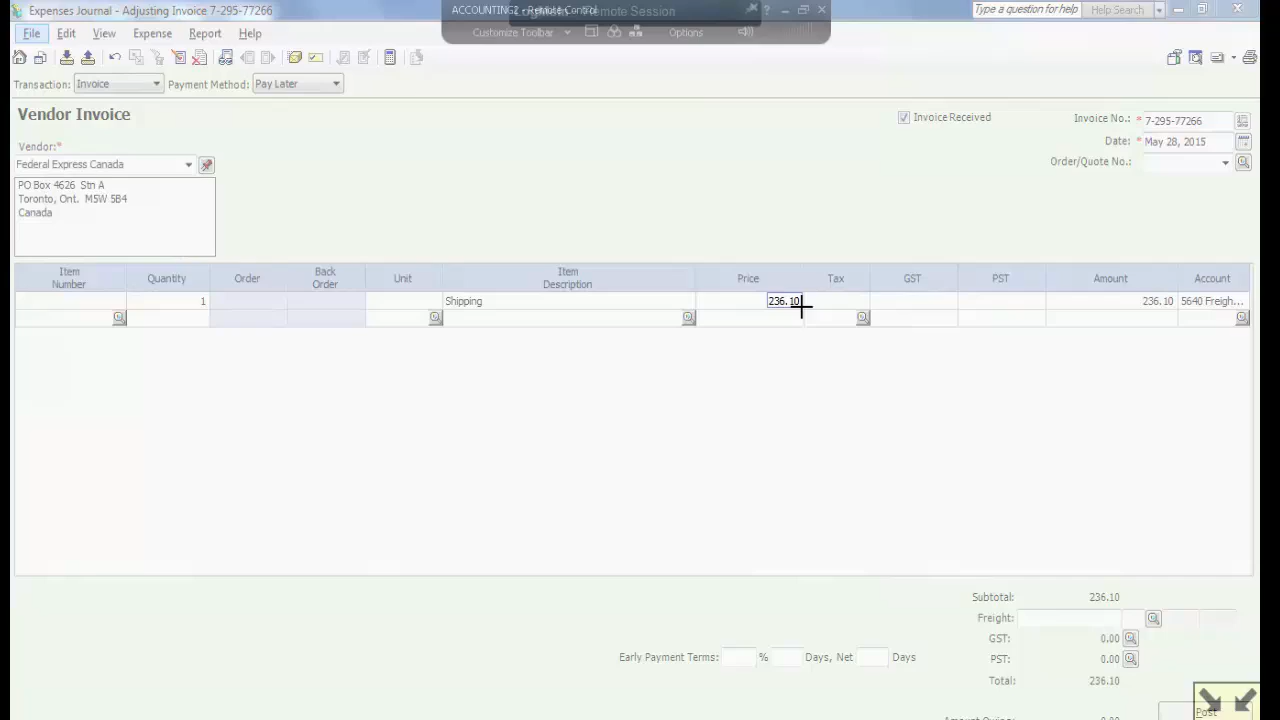 Expenses Journal - Adjusting Invoice 7-295-77266
ACCOUNTING2 - Remote Control
Remote Session
Type a question for help
Help Search
File Edit View Expense Report Help
Customize Toolbar
Options
Transaction: Invoice Payment Method: Pay Later
Vendor Invoice
Invoice Received
Invoice No.: * 7-295-77266
Date: * May 28, 2015
Order/Quote No.:
Vendor:*
Federal Express Canada
PO Box 4626 Stn A
Toronto, Ont. M5W 5B4
Canada
Item Number Quantity Order Back Order Unit Item Description Price Tax GST PST Amount Account
1 Shipping 236.10 236.10 5640 Freigh...
Subtotal: 236.10
Freight:
GST: 0.00
Early Payment Terms: % Days, Net Days
PST: 0.00
Total: 236.10
Post